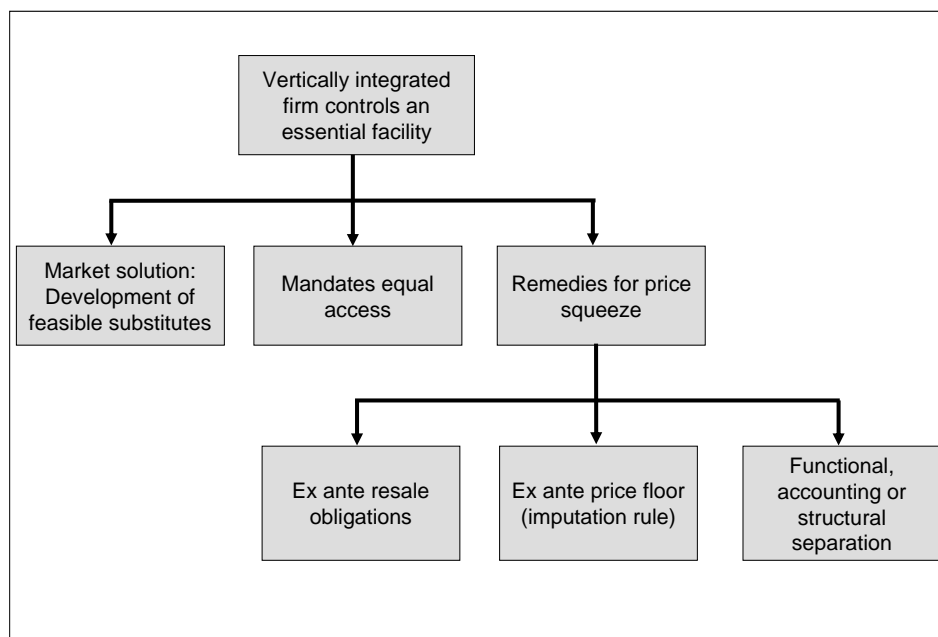 Vertically integrated
firm controls an
essential facility
Market solution:
Development of
feasible substitutes
Mandates equal
access
Remedies for price
squeeze
Ex ante resale
obligations
Ex ante price floor
(imputation rule)
Functional,
accounting or
structural
separation